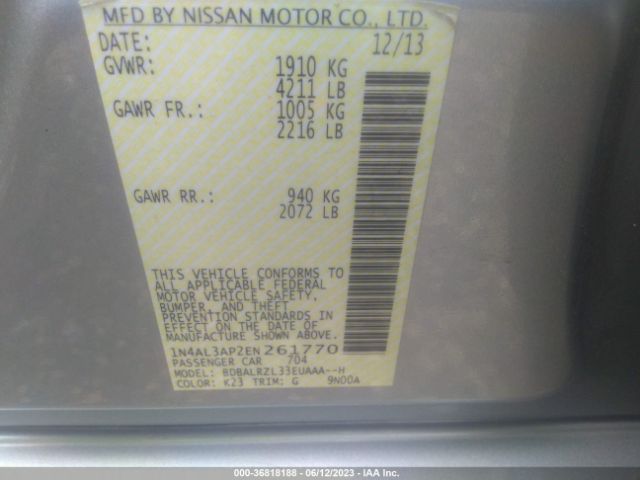 MFD BY NISSAN MOTOR CO., LTD.
DATE: 12/13
GVWR: 1910 KG
4211 LB
GAWR FR.: 1005 KG
2216 LB
GAWR RR.: 940 KG
2072 LB
THIS VEHICLE CONFORMS TO
ALL APPLICABLE FEDERAL
MOTOR VEHICLE SAFETY,
BUMPER, AND THEFT
PREVENTION STANDARDS IN
EFFECT ON THE DATE OF
MANUFACTURE SHOWN ABOVE.
1N4AL3AP2EN261770
PASSENGER CAR 704
MODEL: BDBALRZL33EUAAA--H
COLOR: K23 TRIM: G 9N00A
000-36818188 - 06/12/2023 - IAA Inc.